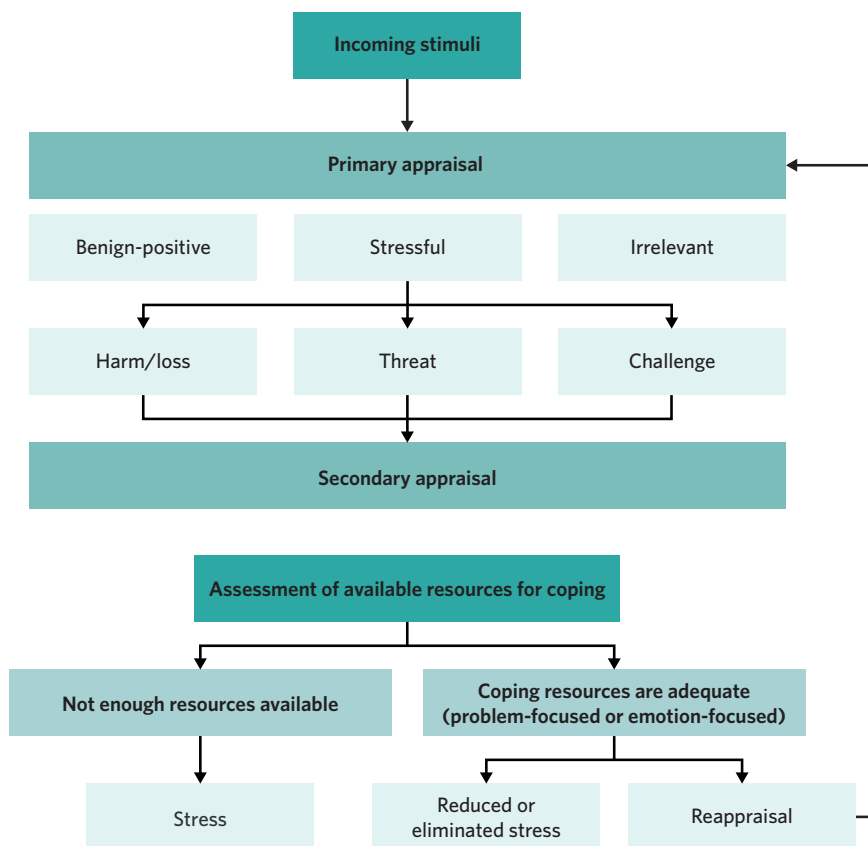 Incoming stimuli
Primary appraisal
Benign-positive
Stressful
Irrelevant
Harm/loss
Threat
Challenge
Secondary appraisal
Assessment of available resources for coping
Not enough resources available
Coping resources are adequate
(problem-focused or emotion-focused)
Stress
Reduced or
eliminated stress
Reappraisal